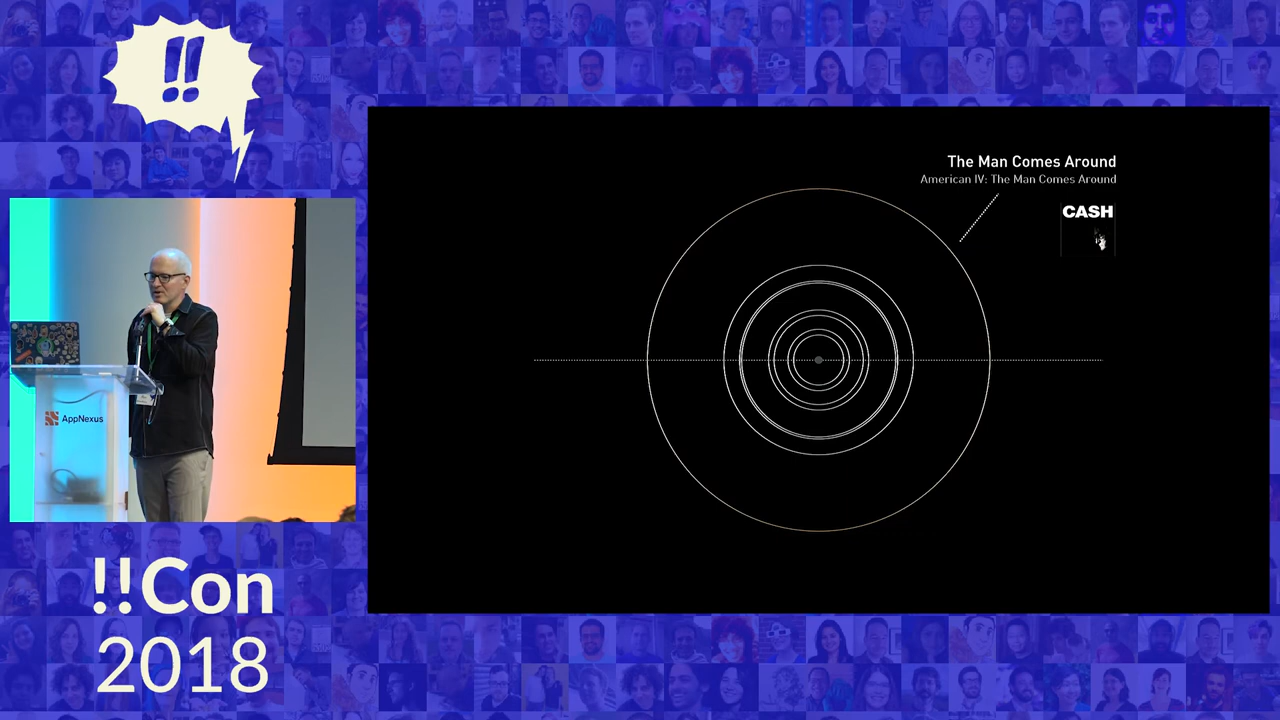 !!
The Man Comes Around
American IV: The Man Comes Around
CASH
AppNexus
!!Con
2018